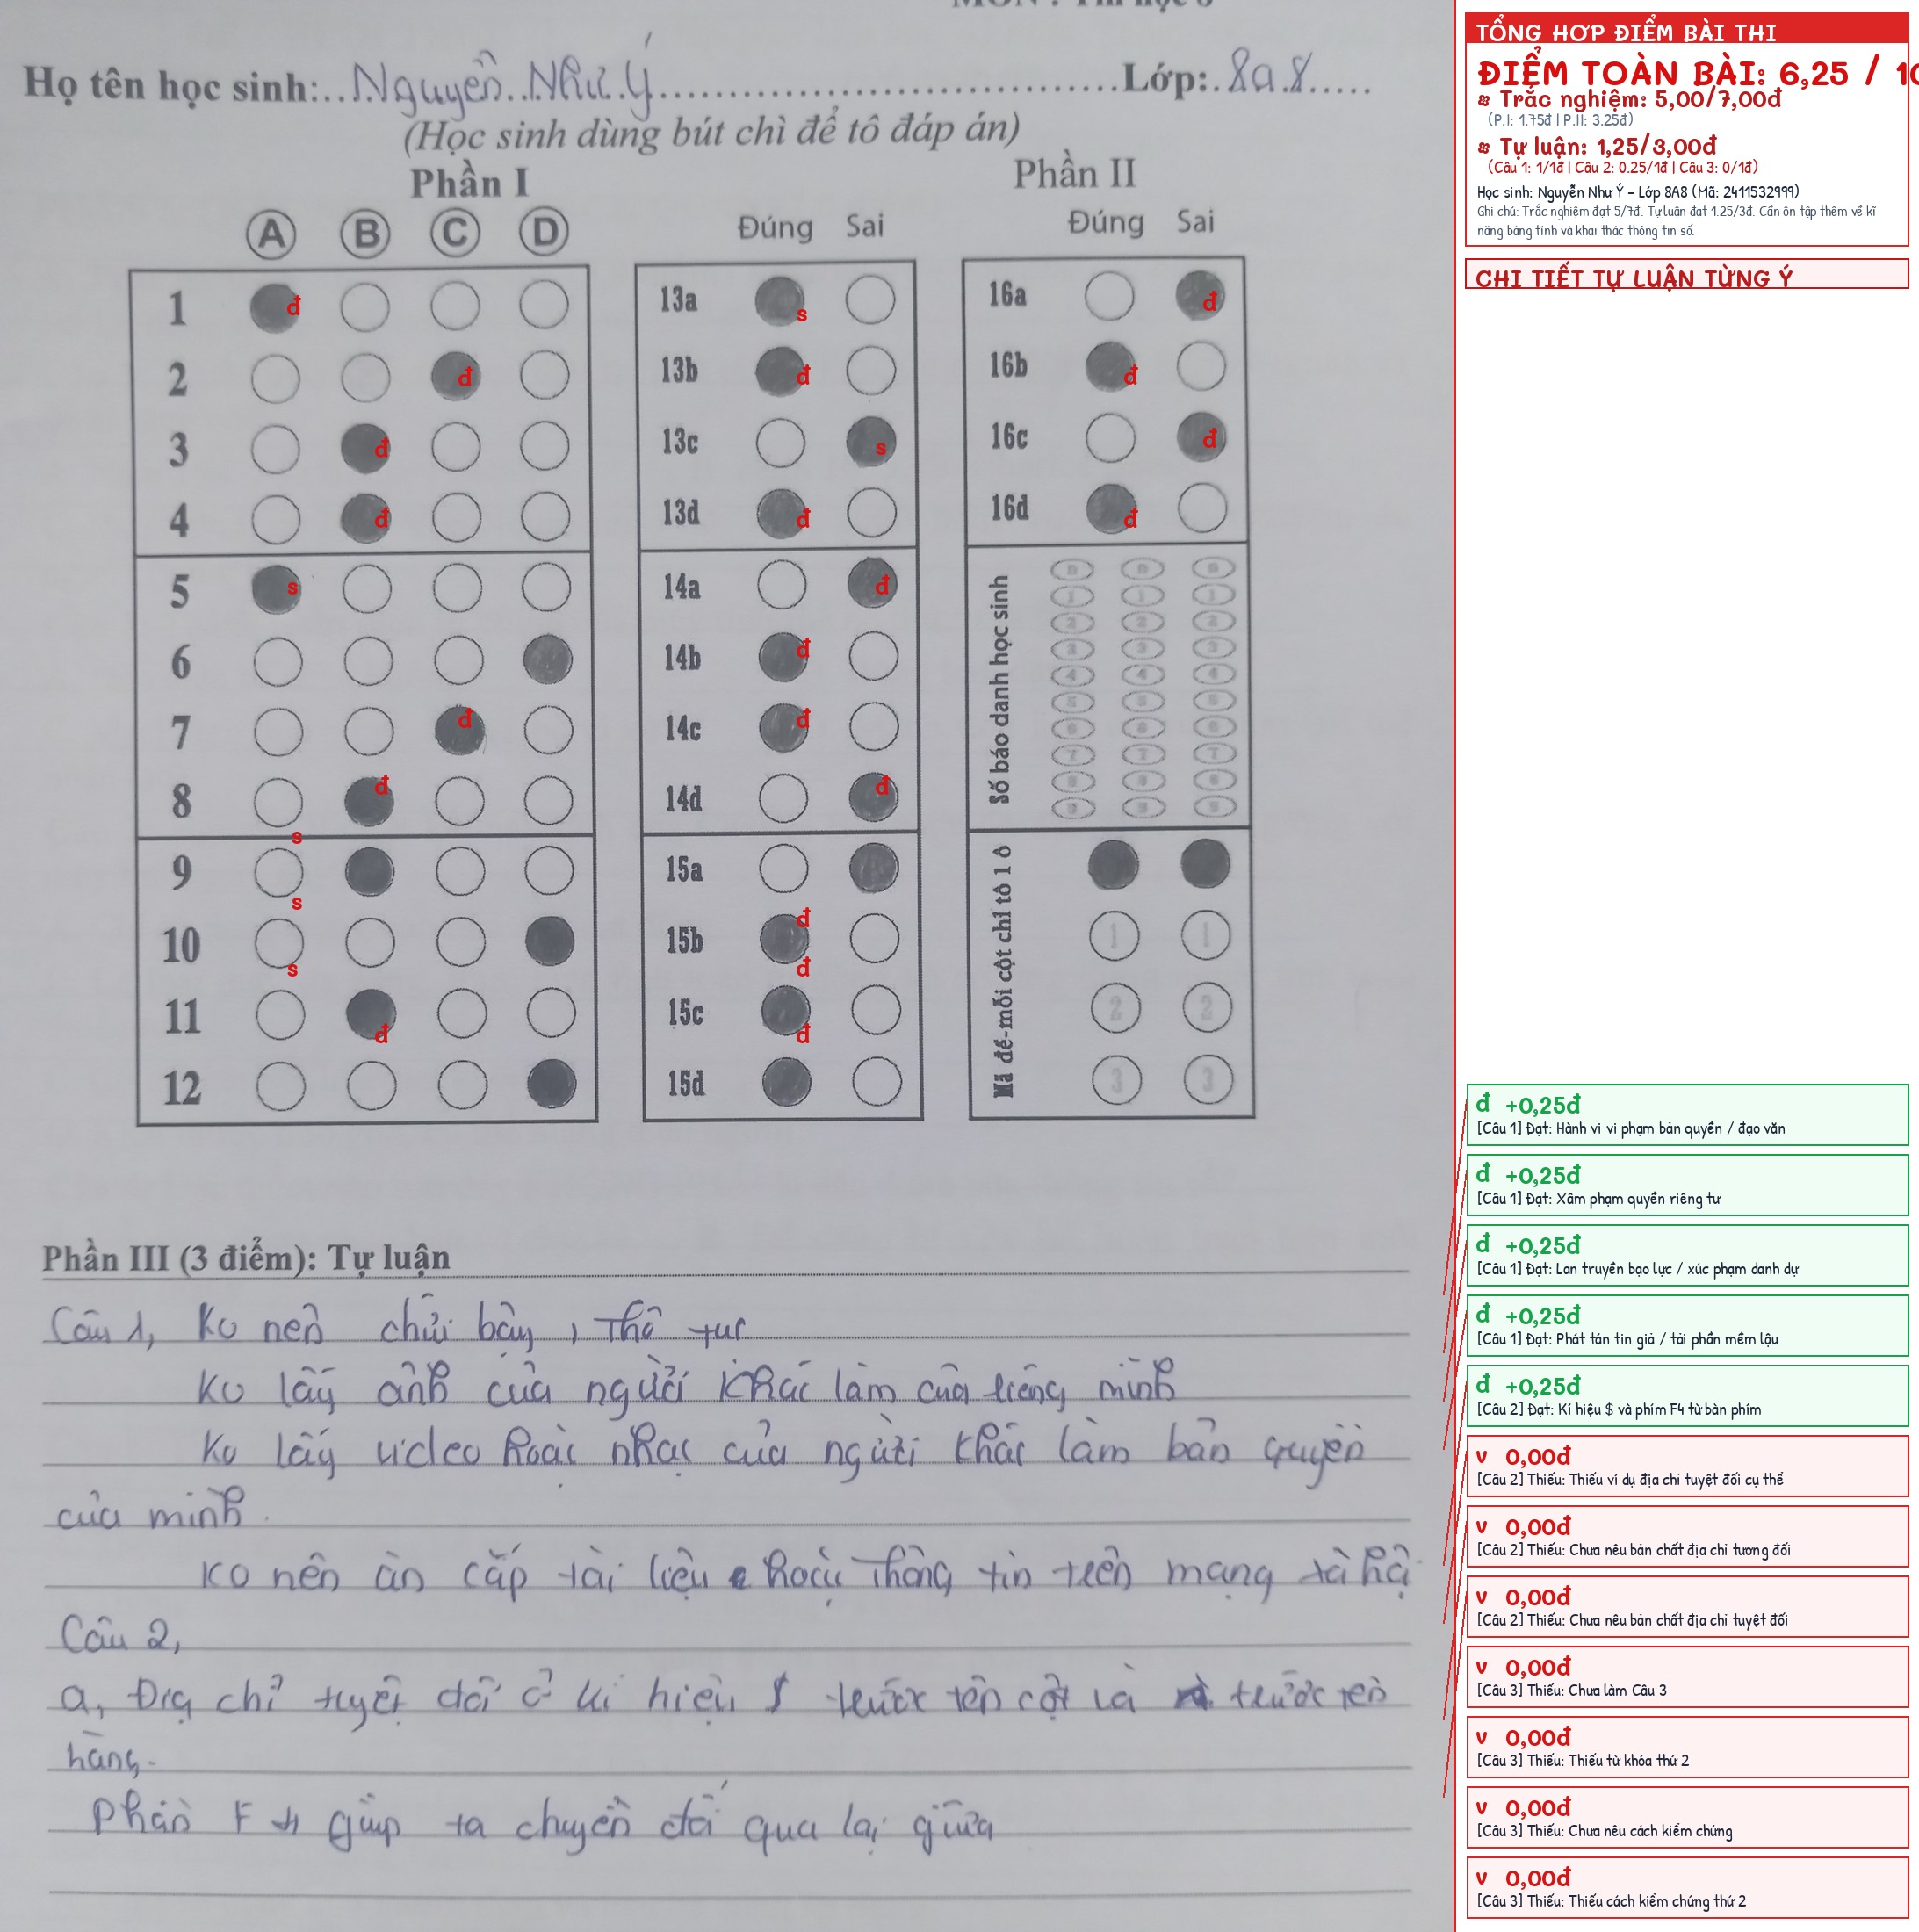 MÔN : Tin học 8
Họ tên học sinh:..Nguyễn Như Ý..........Lớp:.8a8.....
(Học sinh dùng bút chì để tô đáp án)
Phần I
Phần II
A B C D
Đúng Sai
Đúng Sai
1 đ
2 đ
3 đ
4 đ
5 s
6
7 đ
8 đ
s
9
s
10
s
11 đ
12
13a s
13b đ
13c s
13d đ
14a đ
14b đ
14c đ
14d đ
15a
15b đ
đ
15c đ
15d
16a đ
16b đ
16c đ
16d đ
Số báo danh học sinh
Mã đề-mỗi cột chỉ tô 1 ô
1 1
2 2
3 3
Phần III (3 điểm): Tự luận
Câu 1, Ko nên chửi bậy, thô tục
Ko lấy ảnh của người khác làm của riêng mình
Ko lấy video hoặc nhạc của người khác làm bản quyền
của mình.
Ko nên ăn cắp tài liệu hoặc thông tin trên mạng
Câu 2,
a, Địa chỉ tuyệt đối có kí hiệu $ trước tên cột và trước tên
hàng.
Phần F4 giúp ta chuyển đổi qua lại giữa
TỔNG HỢP ĐIỂM BÀI THI
ĐIỂM TOÀN BÀI: 6,25 / 10
Trắc nghiệm: 5,00/7,00đ
(P.I: 1.75đ | P.II: 3.25đ)
Tự luận: 1,25/3,00đ
(Câu 1: 1/1đ | Câu 2: 0.25/1đ | Câu 3: 0/1đ)
Học sinh: Nguyễn Như Ý - Lớp 8A8 (Mã: 2411532999)
Ghi chú: Trắc nghiệm đạt 5/7đ. Tự luận đạt 1.25/3đ. Cần ôn tập thêm về kĩ
năng bảng tính và khai thác thông tin số.
CHI TIẾT TỰ LUẬN TỪNG Ý
đ +0,25đ
[Câu 1] Đạt: Hành vi vi phạm bản quyền / đạo văn
đ +0,25đ
[Câu 1] Đạt: Xâm phạm quyền riêng tư
đ +0,25đ
[Câu 1] Đạt: Lan truyền bạo lực / xúc phạm danh dự
đ +0,25đ
[Câu 1] Đạt: Phát tán tin giả / tải phần mềm lậu
đ +0,25đ
[Câu 2] Đạt: Kí hiệu $ và phím F4 từ bàn phím
v 0,00đ
[Câu 2] Thiếu: Thiếu ví dụ địa chỉ tuyệt đối cụ thể
v 0,00đ
[Câu 2] Thiếu: Chưa nêu bản chất địa chỉ tương đối
v 0,00đ
[Câu 2] Thiếu: Chưa nêu bản chất địa chỉ tuyệt đối
v 0,00đ
[Câu 3] Thiếu: Chưa làm Câu 3
v 0,00đ
[Câu 3] Thiếu: Thiếu từ khóa thứ 2
v 0,00đ
[Câu 3] Thiếu: Chưa nêu cách kiểm chứng
v 0,00đ
[Câu 3] Thiếu: Thiếu cách kiểm chứng thứ 2